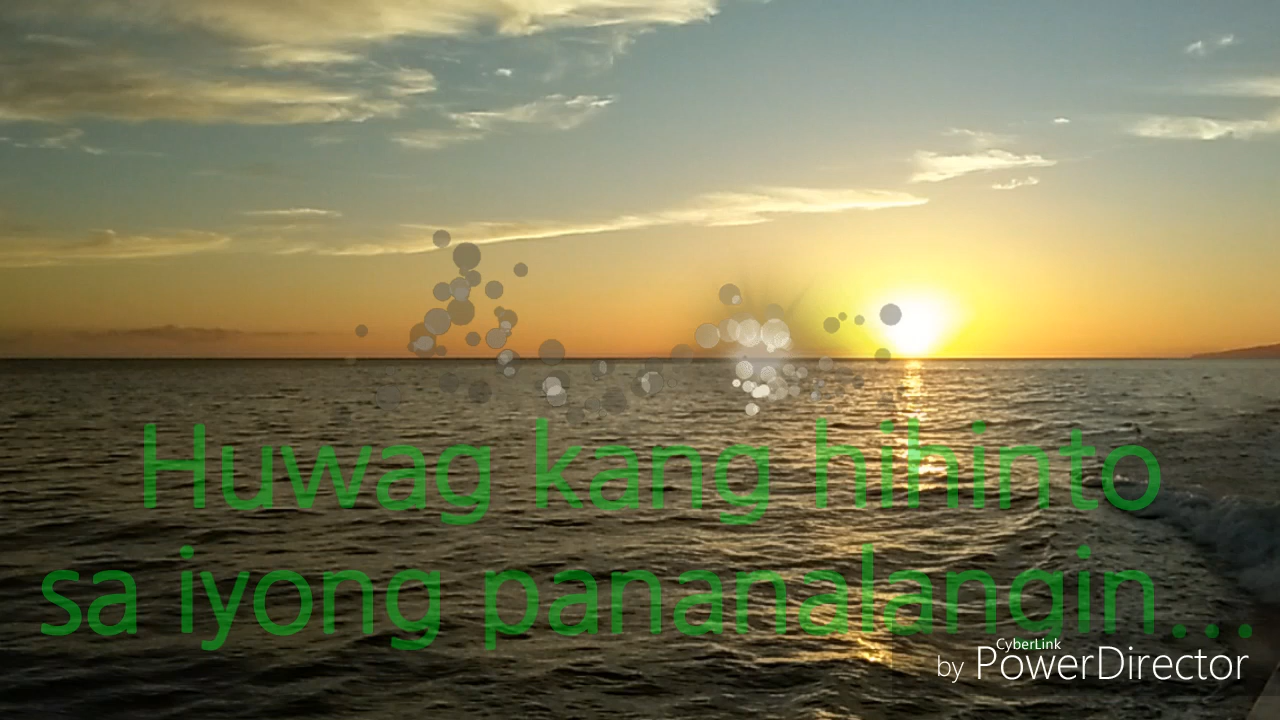 Huwag kang hihinto
sa iyong pananalangin...
CyberLink
by PowerDirector